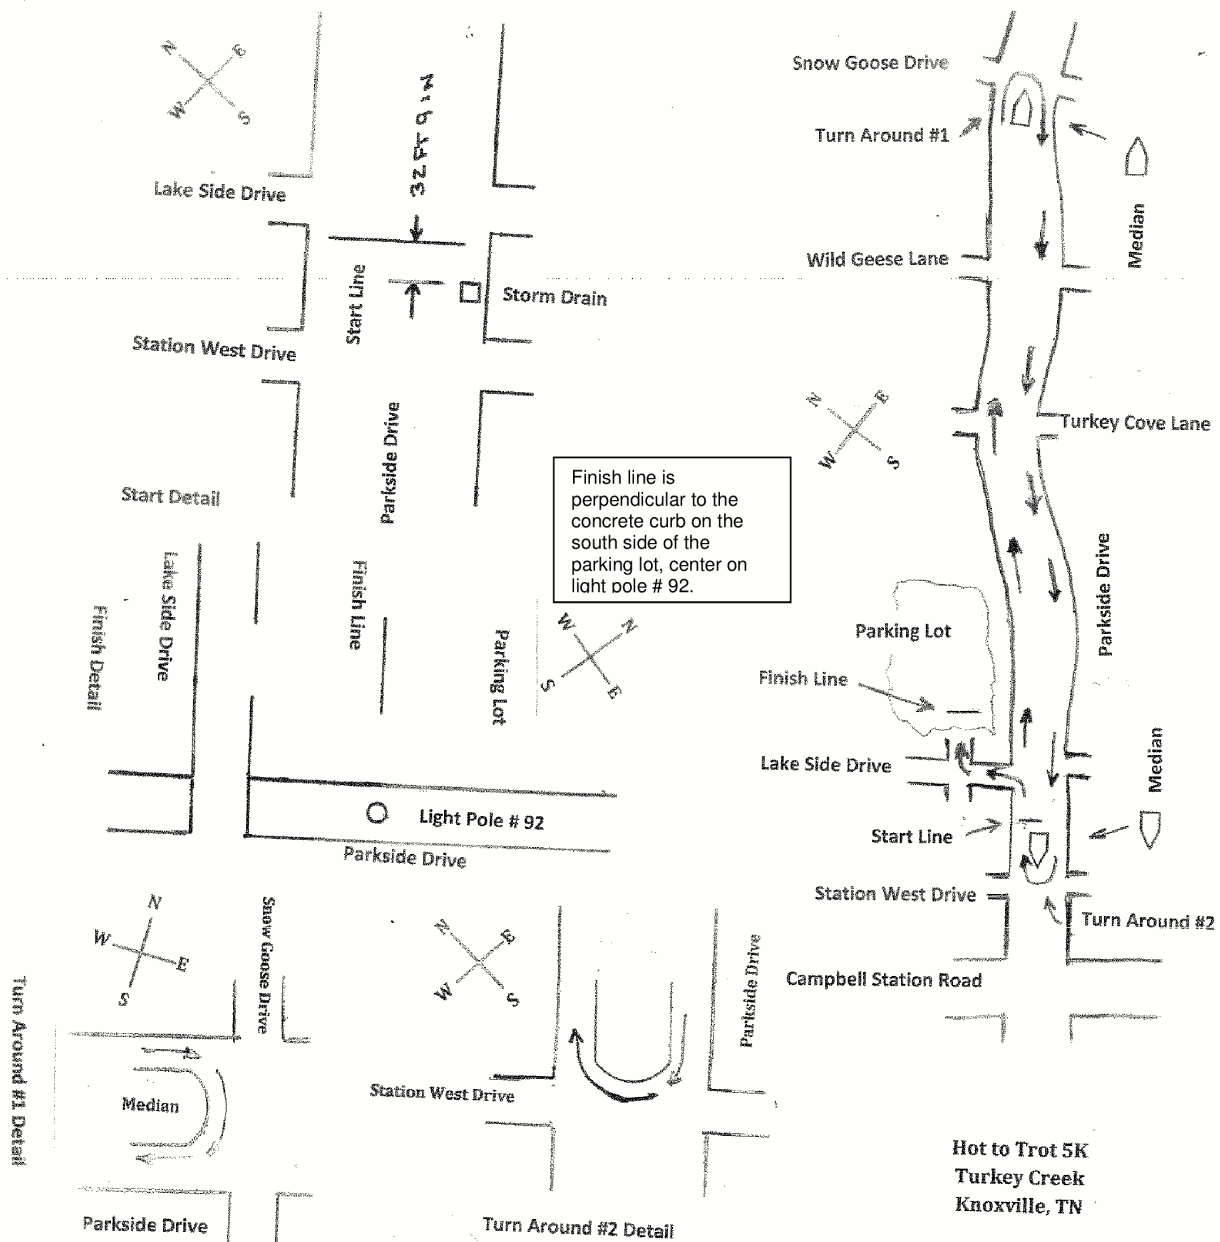 N
E
W
S
32 FT 9 IN
Lake Side Drive
Start Line
Storm Drain
Station West Drive
Parkside Drive
Start Detail
Finish line is
perpendicular to the
concrete curb on the
south side of the
parking lot, center on
light pole # 92.
Lake Side Drive
Finish Detail
Finish Line
Parking Lot
W
N
S
E
Light Pole # 92
Parkside Drive
N
W
E
S
Snow Goose Drive
Turn Around #1 Detail
Median
Parkside Drive
N
E
W
S
Parkside Drive
Station West Drive
Turn Around #2 Detail
Snow Goose Drive
Turn Around #1
Median
Wild Geese Lane
N
E
W
S
Turkey Cove Lane
Parkside Drive
Parking Lot
Finish Line
Lake Side Drive
Median
Start Line
Station West Drive
Turn Around #2
Campbell Station Road
Hot to Trot 5K
Turkey Creek
Knoxville, TN